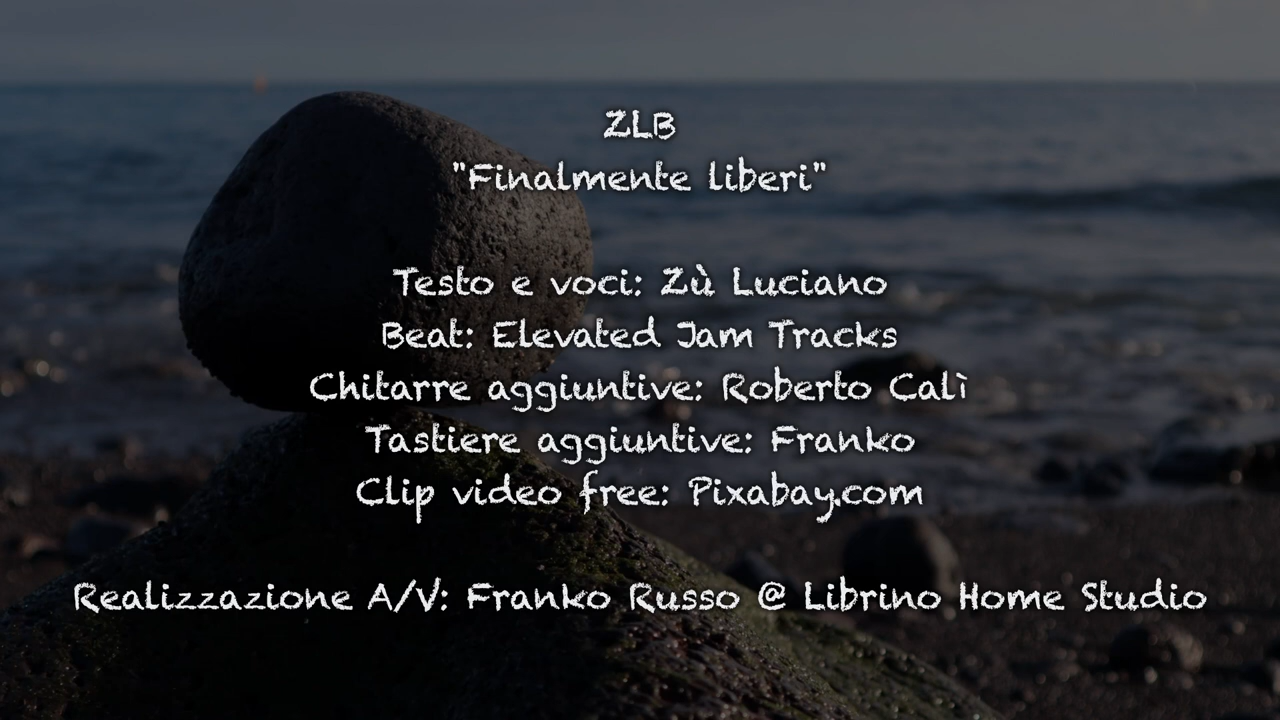 ZLB
"Finalmente liberi"
Testo e voci: Zù Luciano
Beat: Elevated Jam Tracks
Chitarre aggiuntive: Roberto Calì
Tastiere aggiuntive: Franko
Clip video free: Pixabay.com
Realizzazione A/V: Franko Russo @ Librino Home Studio